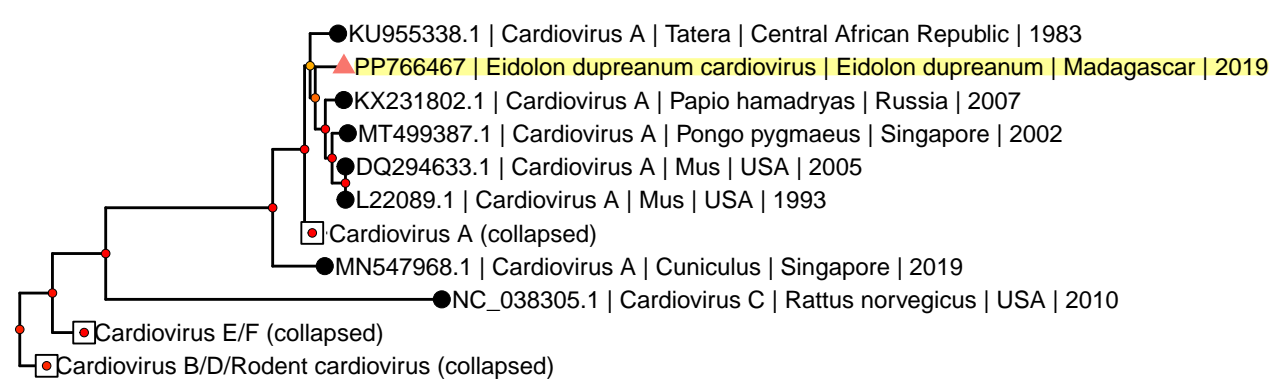 KU955338.1 | Cardiovirus A | Tatera | Central African Republic | 1983
PP766467 | Eidolon dupreanum cardiovirus | Eidolon dupreanum | Madagascar | 2019
KX231802.1 | Cardiovirus A | Papio hamadryas | Russia | 2007
MT499387.1 | Cardiovirus A | Pongo pygmaeus | Singapore | 2002
DQ294633.1 | Cardiovirus A | Mus | USA | 2005
L22089.1 | Cardiovirus A | Mus | USA | 1993
Cardiovirus A (collapsed)
MN547968.1 | Cardiovirus A | Cuniculus | Singapore | 2019
NC_038305.1 | Cardiovirus C | Rattus norvegicus | USA | 2010
Cardiovirus E/F (collapsed)
Cardiovirus B/D/Rodent cardiovirus (collapsed)